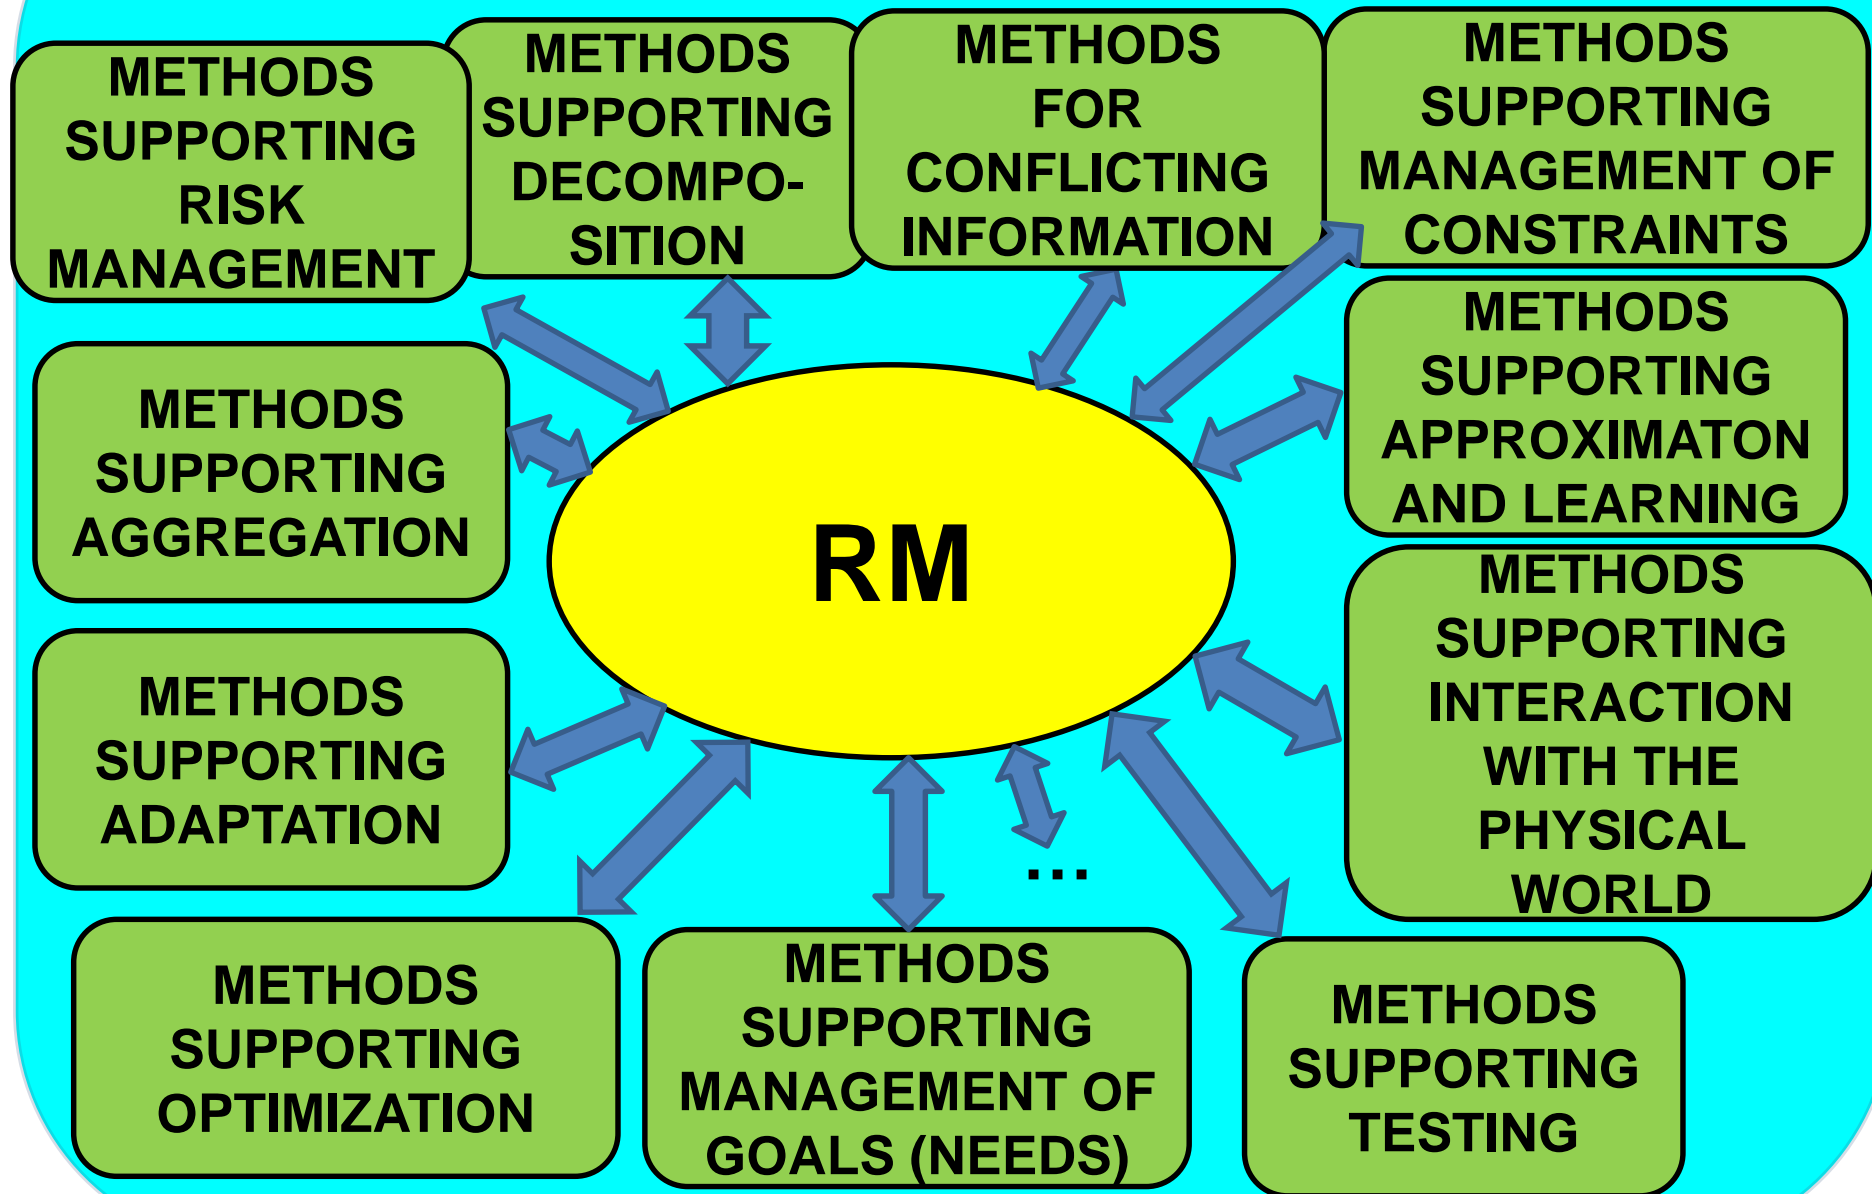 METHODS
SUPPORTING
RISK
MANAGEMENT
METHODS
SUPPORTING
DECOMPO-
SITION
METHODS
FOR
CONFLICTING
INFORMATION
METHODS
SUPPORTING
MANAGEMENT OF
CONSTRAINTS
METHODS
SUPPORTING
AGGREGATION
RM
METHODS
SUPPORTING
APPROXIMATON
AND LEARNING
METHODS
SUPPORTING
ADAPTATION
METHODS
SUPPORTING
INTERACTION
WITH THE
PHYSICAL
WORLD
...
METHODS
SUPPORTING
OPTIMIZATION
METHODS
SUPPORTING
MANAGEMENT OF
GOALS (NEEDS)
METHODS
SUPPORTING
TESTING